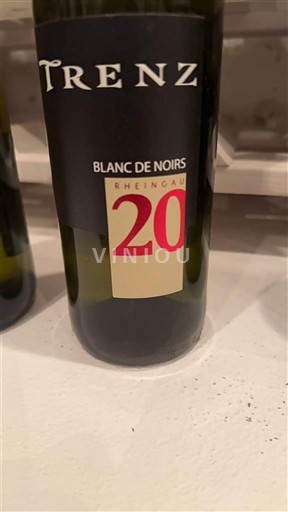 TRENZ
BLANC DE NOIRS
RHEINGAU
20
VINIOU